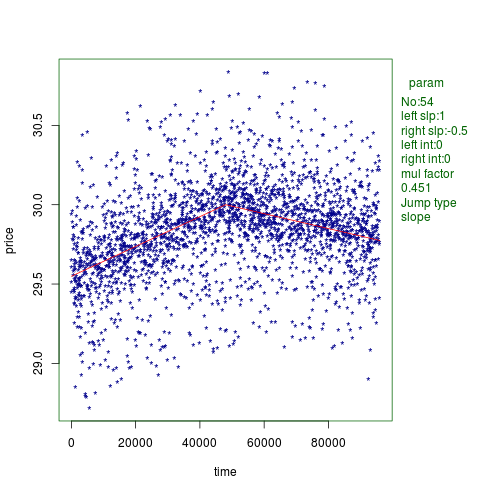 30.5
30.0
29.5
29.0
price
0
20000
40000
60000
80000
time
param
No:54
left slp:1
right slp:-0.5
left int:0
right int:0
mul factor
0.451
Jump type
slope